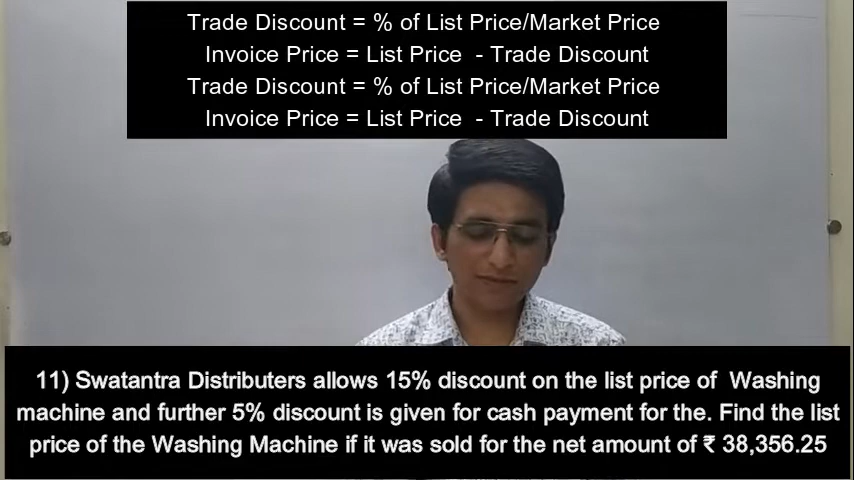 Trade Discount = % of List Price/Market Price
Invoice Price = List Price - Trade Discount
Trade Discount = % of List Price/Market Price
Invoice Price = List Price - Trade Discount
11) Swatantra Distributers allows 15% discount on the list price of Washing
machine and further 5% discount is given for cash payment for the. Find the list
price of the Washing Machine if it was sold for the net amount of ₹ 38,356.25